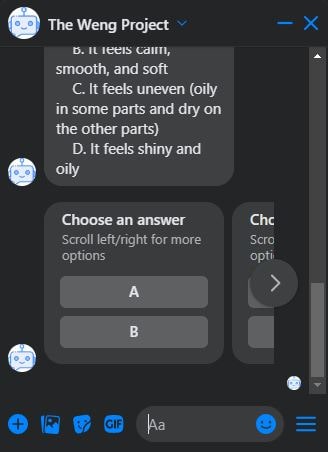 The Weng Project
B. It feels calm,
smooth, and soft
C. It feels uneven (oily
in some parts and dry on
the other parts)
D. It feels shiny and
oily
Choose an answer
Scroll left/right for more
options
A
B
Cho
Scro
opti
GIF
Aa